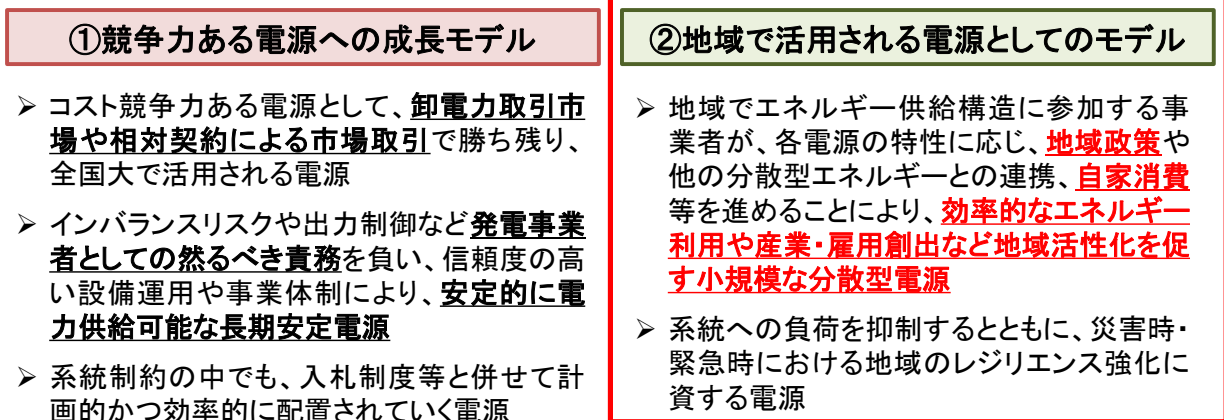 ①競争力ある電源への成長モデル
➢ コスト競争力ある電源として、卸電力取引市
場や相対契約による市場取引で勝ち残り、
全国大で活用される電源
➢ インバランスリスクや出力制御など発電事業
者としての然るべき責務を負い、信頼度の高
い設備運用や事業体制により、安定的に電
力供給可能な長期安定電源
➢ 系統制約の中でも、入札制度等と併せて計
画的かつ効率的に配置されていく電源
②地域で活用される電源としてのモデル
➢ 地域でエネルギー供給構造に参加する事
業者が、各電源の特性に応じ、地域政策や
他の分散型エネルギーとの連携、自家消費
等を進めることにより、効率的なエネルギー
利用や産業・雇用創出など地域活性化を促
す小規模な分散型電源
➢ 系統への負荷を抑制するとともに、災害時・
緊急時における地域のレジリエンス強化に
資する電源